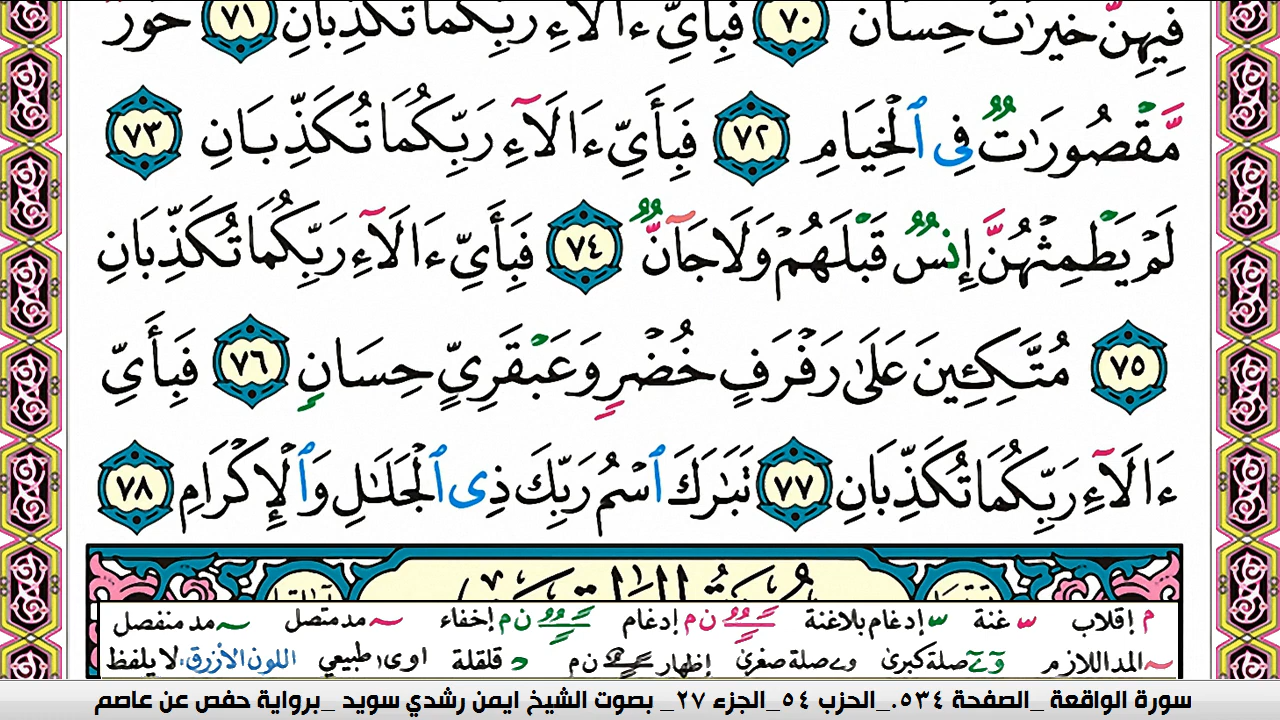 فِيهِنَّ خَيْرَٰتٌ حِسَانٌ ٧٠ فَبِأَيِّ ءَالَآءِ رَبِّكُمَا تُكَذِّبَانِ ٧١ حُورٌ
مَّقْصُورَٰتٌ فِى ٱلْخِيَامِ ٧٢ فَبِأَىِّ ءَالَآءِ رَبِّكُمَا تُكَذِّبَانِ ٧٣
لَمْ يَطْمِثْهُنَّ إِنسٌ قَبْلَهُمْ وَلَا جَآنٌّ ٧٤ فَبِأَىِّ ءَالَآءِ رَبِّكُمَا تُكَذِّبَانِ
٧٥ مُتَّكِـِٔينَ عَلَىٰ رَفْرَفٍ خُضْرٍ وَعَبْقَرِىٍّ حِسَانٍ ٧٦ فَبِأَىِّ
ءَالَآءِ رَبِّكُمَا تُكَذِّبَانِ ٧٧ تَبَٰرَكَ ٱسْمُ رَبِّكَ ذِى ٱلْجَلَٰلِ وَٱلْإِكْرَامِ ٧٨
م إقلاب غنة إدغام بلاغنة ن م إدغام ن م إخفاء مد متصل مد منفصل
المد اللازم صلة كبرى صلة صغرى إظهار ن م قلقلة اوى طبيعي اللون الأزرق: لا يلفظ
سورة الواقعة _الصفحة ٥٣٤._الحزب ٥٤_الجزء ٢٧_ بصوت الشيخ ايمن رشدي سويد _برواية حفص عن عاصم